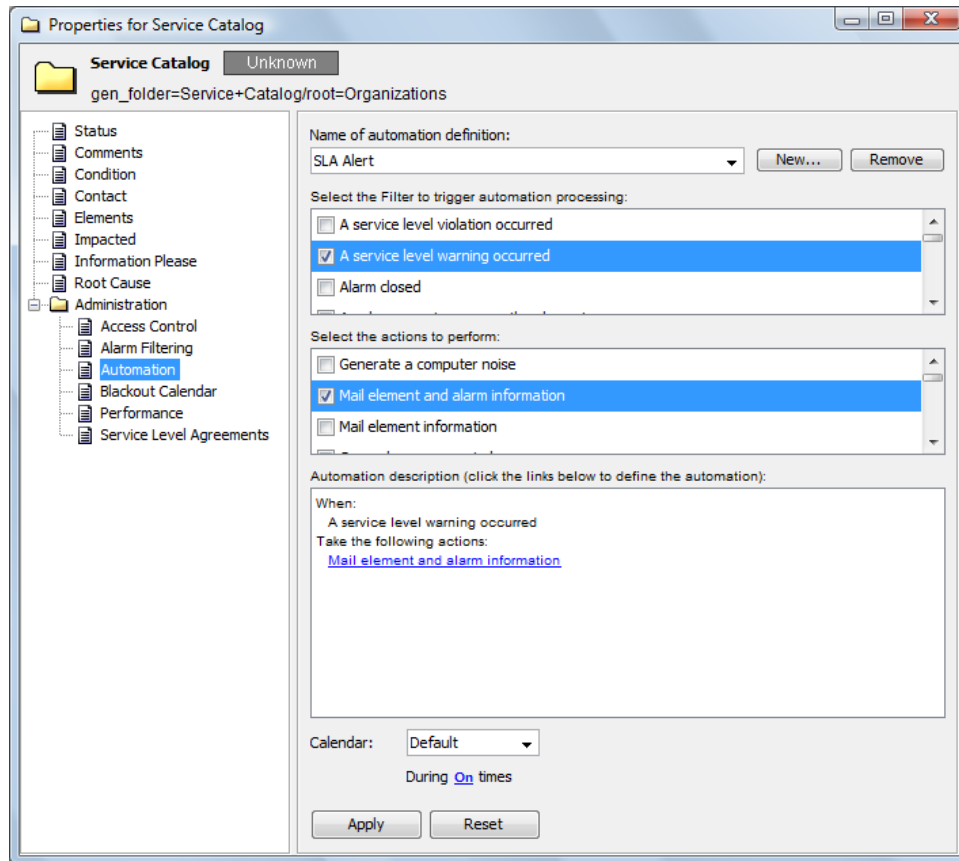 Properties for Service Catalog
Service Catalog Unknown
gen_folder=Service+Catalog/root=Organizations
Status
Comments
Condition
Contact
Elements
Impacted
Information Please
Root Cause
Administration
Access Control
Alarm Filtering
Automation
Blackout Calendar
Performance
Service Level Agreements
Name of automation definition:
SLA Alert New... Remove
Select the Filter to trigger automation processing:
A service level violation occurred
A service level warning occurred
Alarm closed
Select the actions to perform:
Generate a computer noise
Mail element and alarm information
Mail element information
Automation description (click the links below to define the automation):
When:
A service level warning occurred
Take the following actions:
Mail element and alarm information
Calendar: Default
During On times
Apply Reset